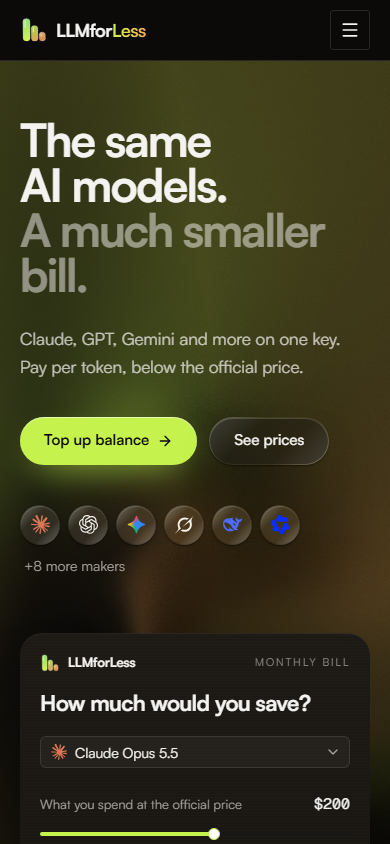 LLMforLess
The same
AI models.
A much smaller
bill.
Claude, GPT, Gemini and more on one key.
Pay per token, below the official price.
Top up balance →
See prices
+8 more makers
LLMforLess
MONTHLY BILL
How much would you save?
Claude Opus 5.5
What you spend at the official price
$200